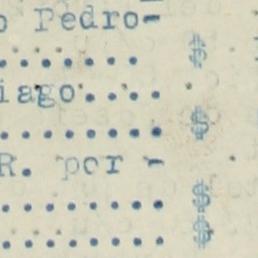 o Pedro-
....... $
iago....
......... $
R. por -
......... $
......... $